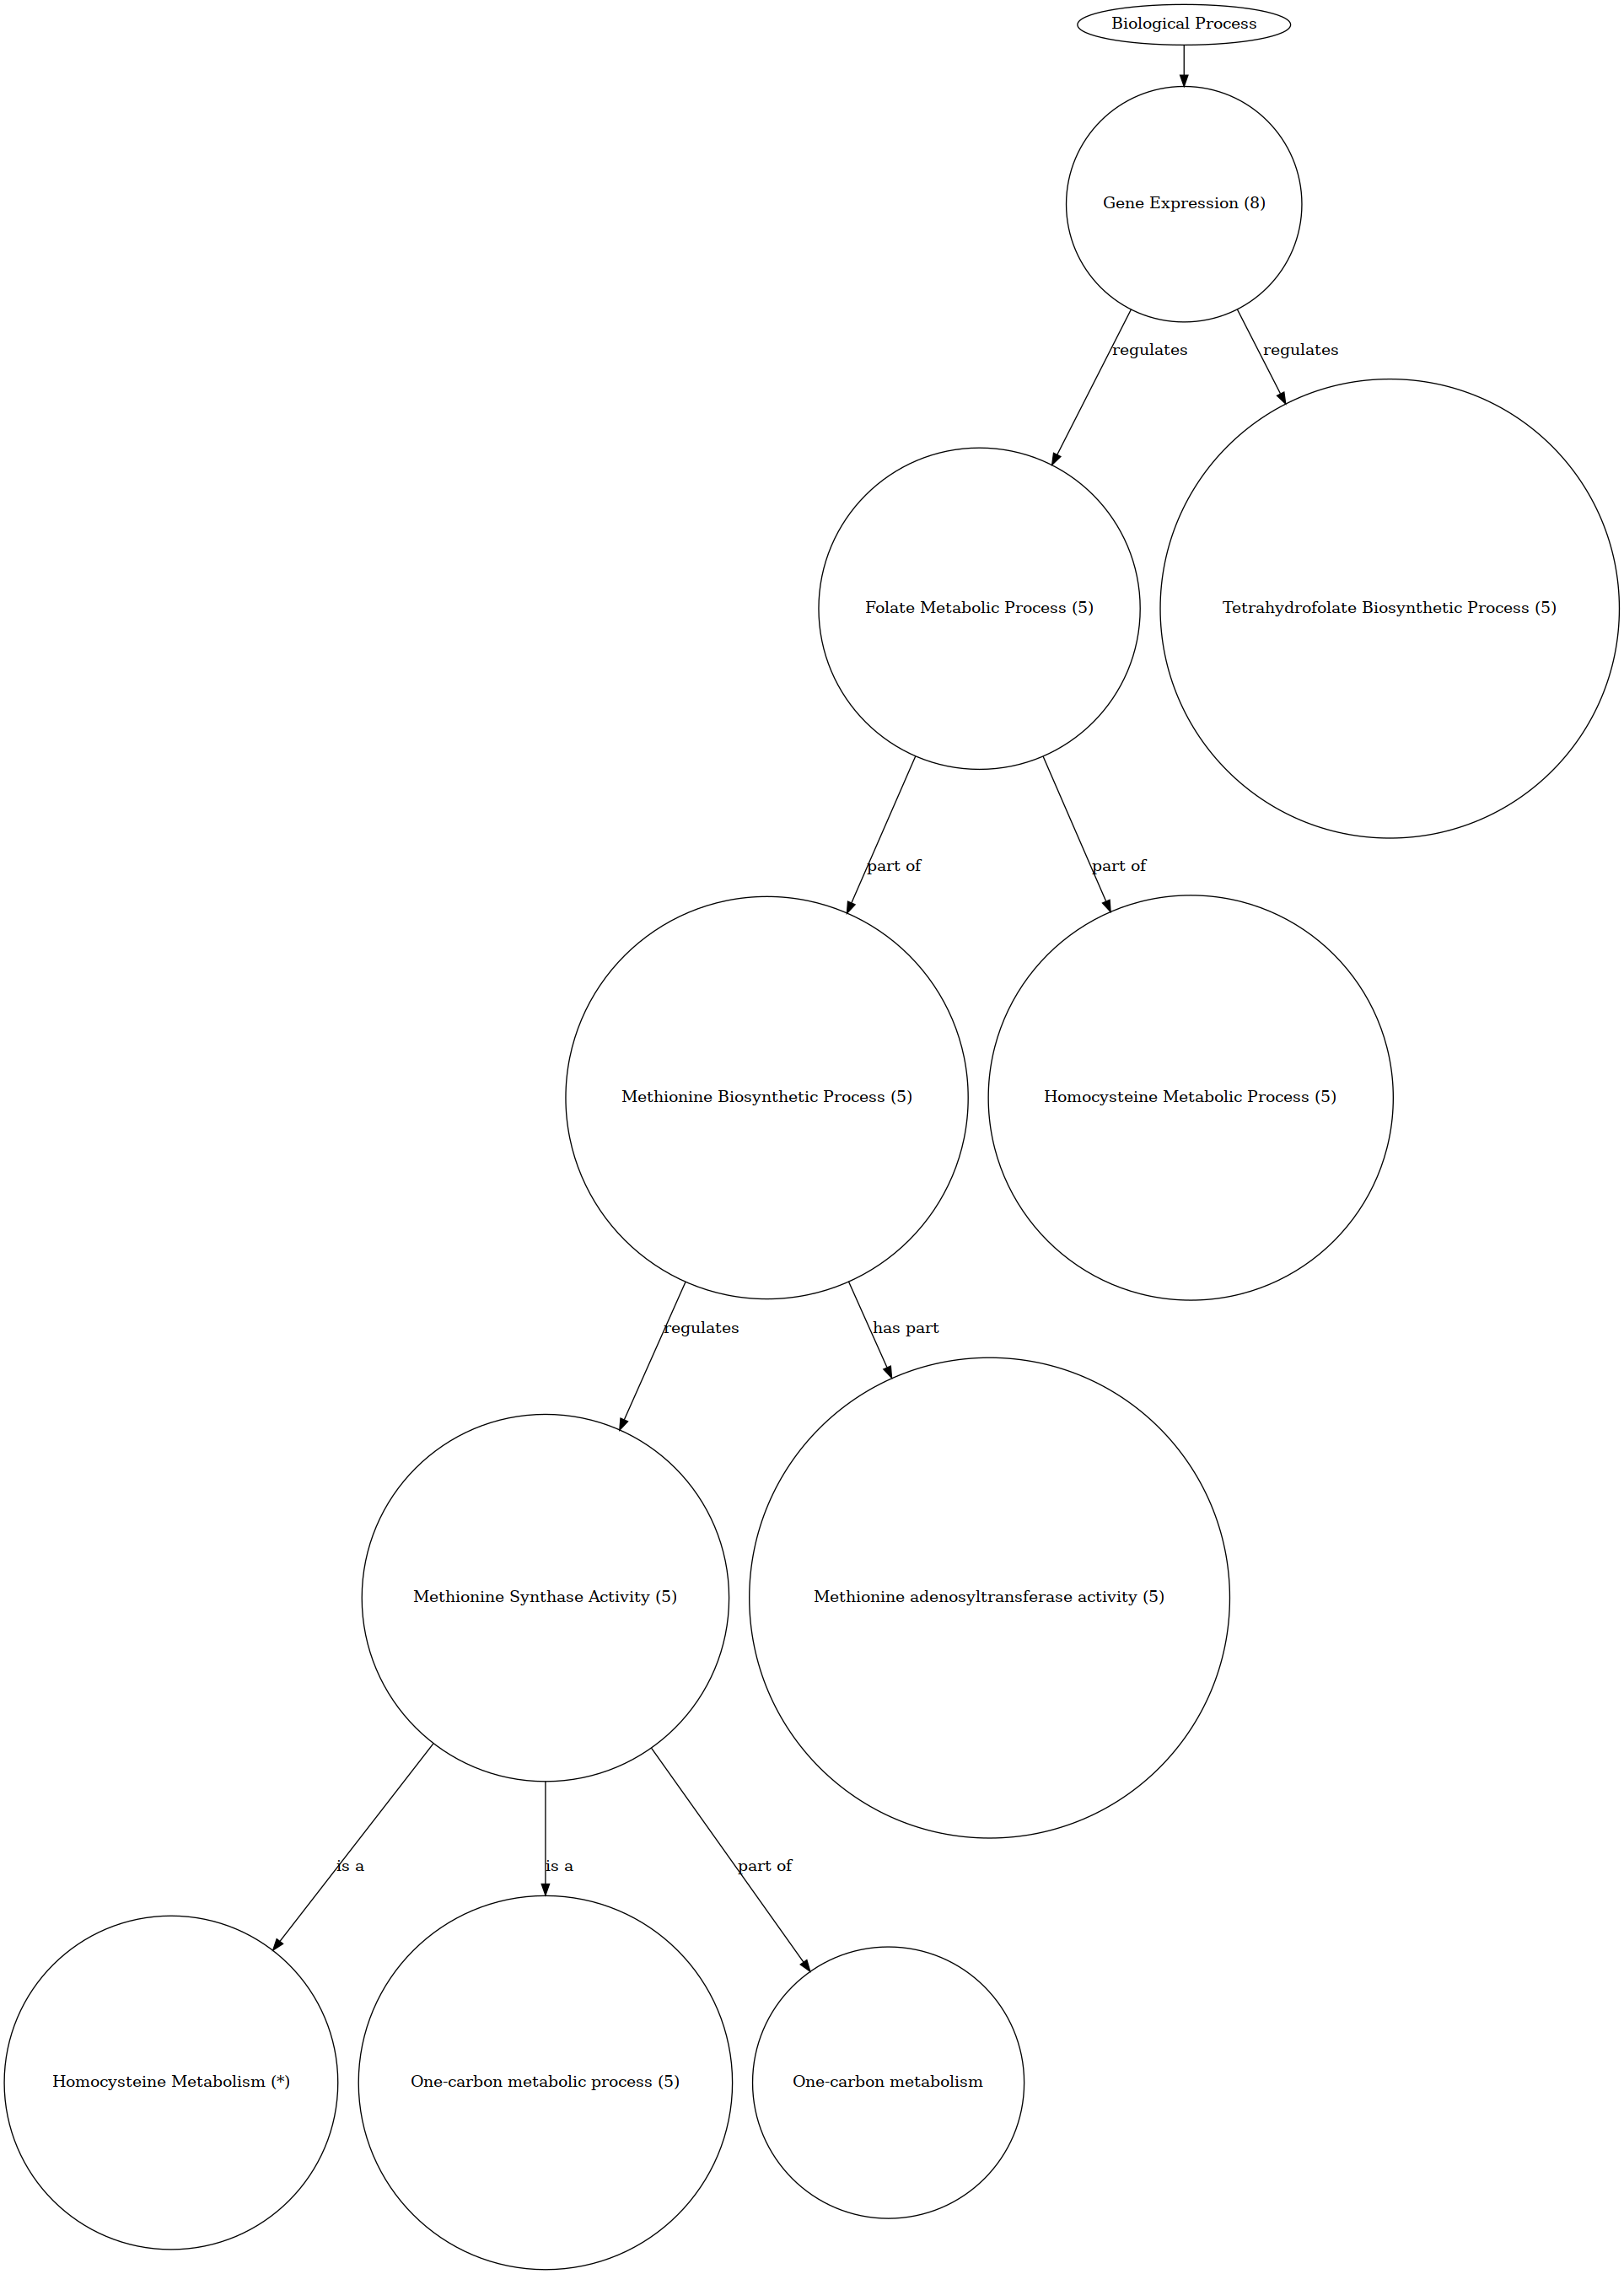 Biological Process
Gene Expression (8)
regulates
regulates
Folate Metabolic Process (5)
Tetrahydrofolate Biosynthetic Process (5)
part of
part of
Methionine Biosynthetic Process (5)
Homocysteine Metabolic Process (5)
regulates
has part
Methionine Synthase Activity (5)
Methionine adenosyltransferase activity (5)
is a
is a
part of
Homocysteine Metabolism (*)
One-carbon metabolic process (5)
One-carbon metabolism